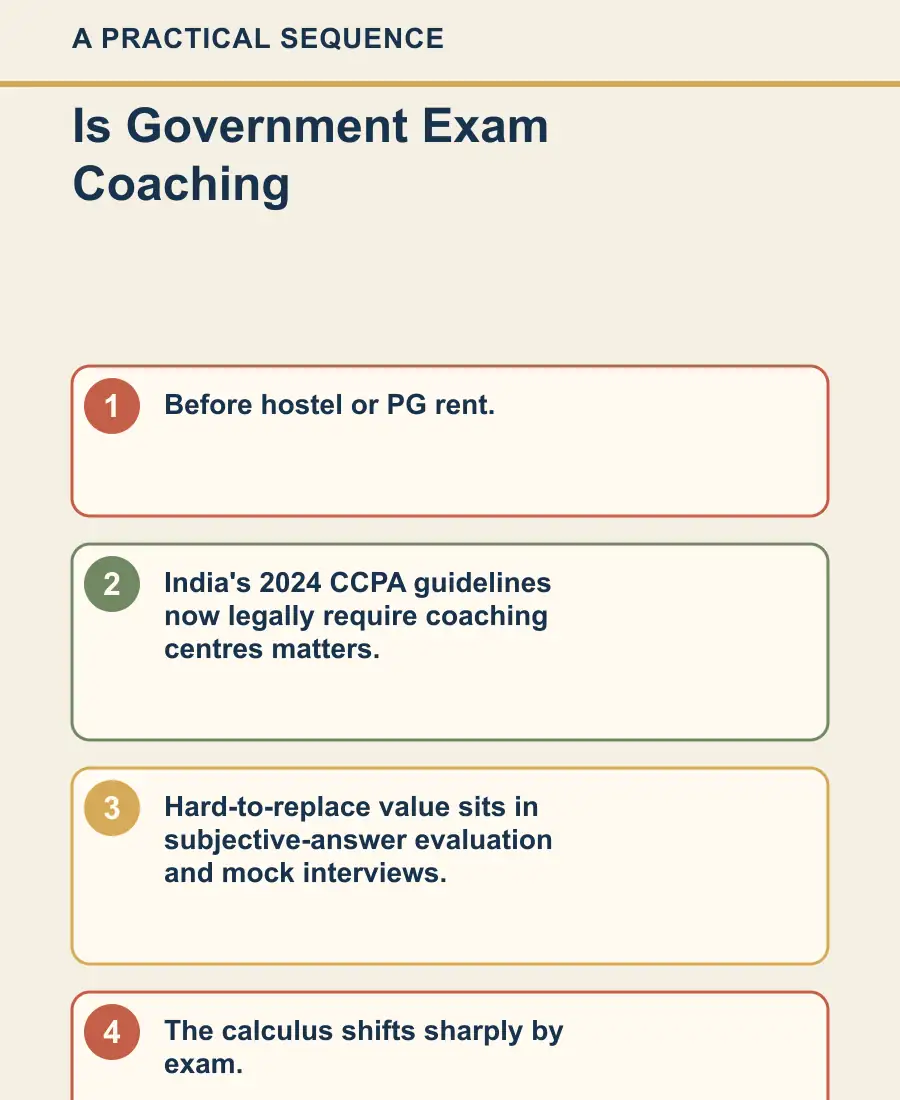 A PRACTICAL SEQUENCE
Is Government Exam
Coaching
1
Before hostel or PG rent.
2
India's 2024 CCPA guidelines
now legally require coaching
centres matters.
3
Hard-to-replace value sits in
subjective-answer evaluation
and mock interviews.
4
The calculus shifts sharply by
exam.